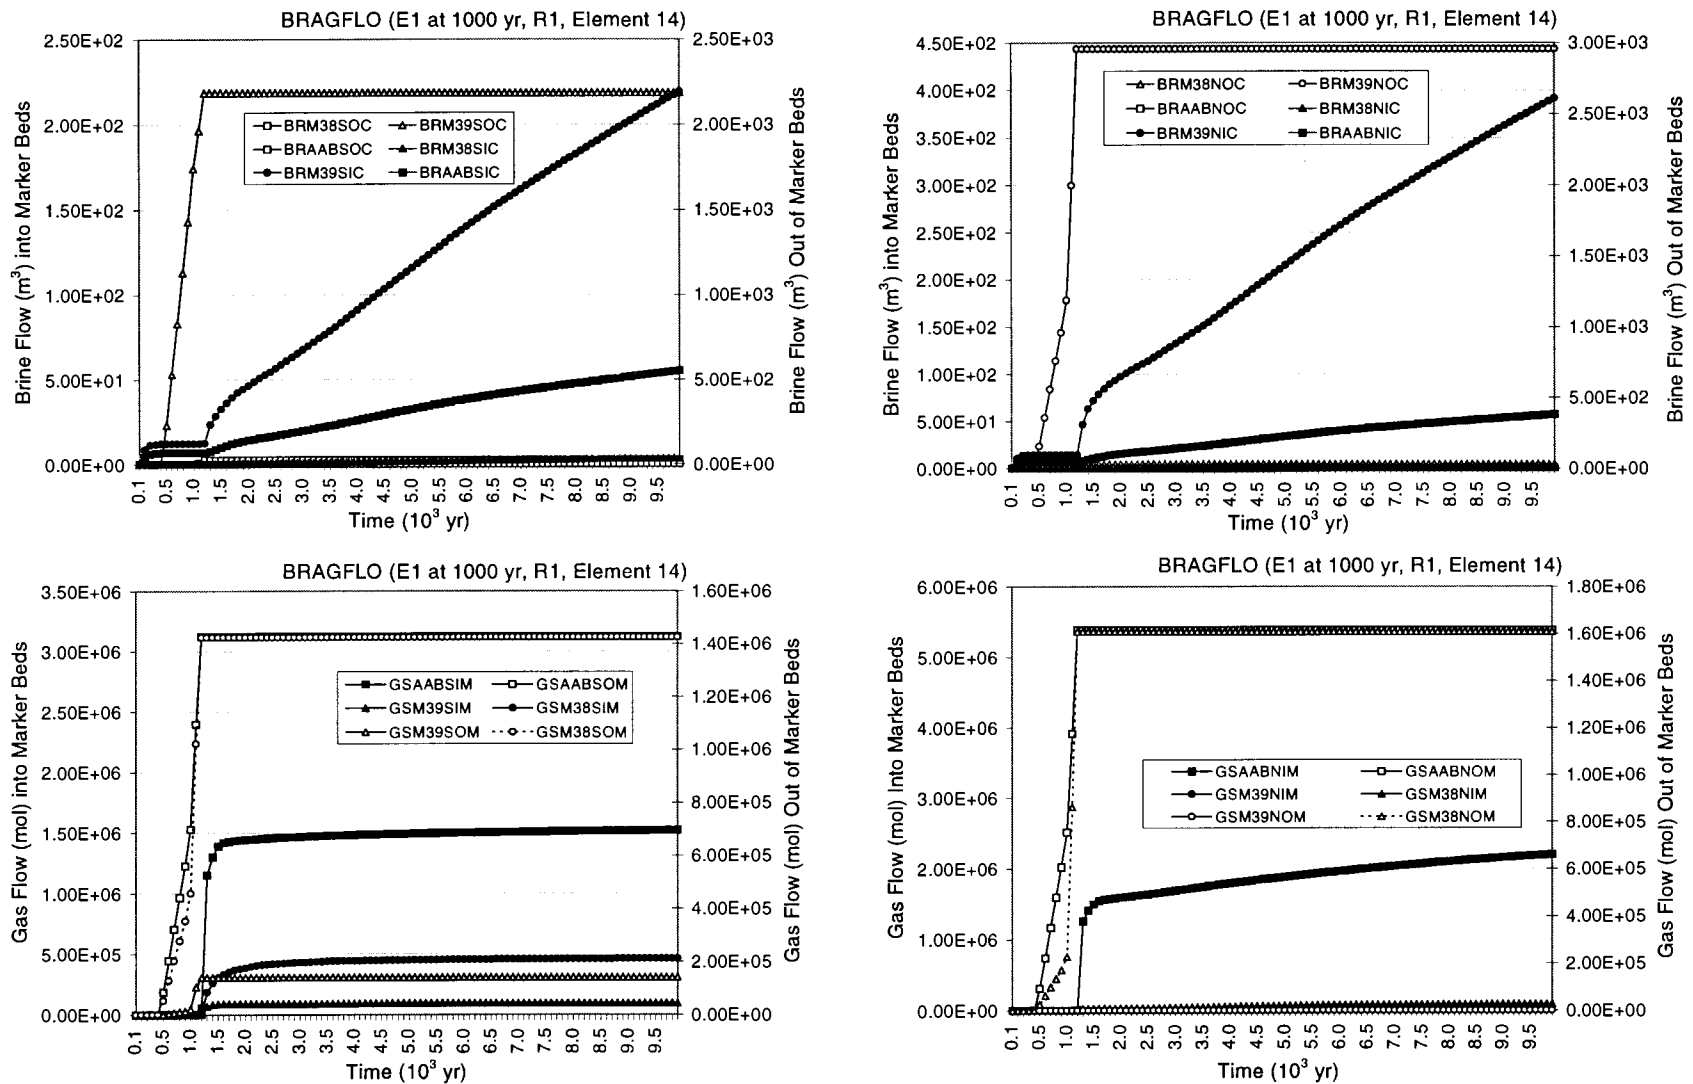 BRAGFLO (E1 at 1000 yr, R1, Element 14)
Brine Flow (m³) into Marker Beds
2.50E+02
2.00E+02
1.50E+02
1.00E+02
5.00E+01
0.00E+00
BRM38SOC BRM39SOC
BRAABSOC BRM38SIC
BRM39SIC BRAABSIC
2.50E+03
2.00E+03
1.50E+03
1.00E+03
5.00E+02
0.00E+00
Brine Flow (m³) Out of Marker Beds
0.1 0.5 1.0 1.5 2.0 2.5 3.0 3.5 4.0 4.5 5.0 5.5 6.0 6.5 7.0 7.5 8.0 8.5 9.0 9.5
Time (10³ yr)
BRAGFLO (E1 at 1000 yr, R1, Element 14)
Brine Flow (m³) into Marker Beds
4.50E+02
4.00E+02
3.50E+02
3.00E+02
2.50E+02
2.00E+02
1.50E+02
1.00E+02
5.00E+01
0.00E+00
BRM38NOC BRM39NOC
BRAABNOC BRM38NIC
BRM39NIC BRAABNIC
3.00E+03
2.50E+03
2.00E+03
1.50E+03
1.00E+03
5.00E+02
0.00E+00
Brine Flow (m³) Out of Marker Beds
0.1 0.5 1.0 1.5 2.0 2.5 3.0 3.5 4.0 4.5 5.0 5.5 6.0 6.5 7.0 7.5 8.0 8.5 9.0 9.5
Time (10³ yr)
BRAGFLO (E1 at 1000 yr, R1, Element 14)
Gas Flow (mol) into Marker Beds
3.50E+06
3.00E+06
2.50E+06
2.00E+06
1.50E+06
1.00E+06
5.00E+05
0.00E+00
GSAABSIM GSAABSOM
GSM39SIM GSM38SIM
GSM39SOM GSM38SOM
1.60E+06
1.40E+06
1.20E+06
1.00E+06
8.00E+05
6.00E+05
4.00E+05
2.00E+05
0.00E+00
Gas Flow (mol) Out of Marker Beds
0.1 0.5 1.0 1.5 2.0 2.5 3.0 3.5 4.0 4.5 5.0 5.5 6.0 6.5 7.0 7.5 8.0 8.5 9.0 9.5
Time (10³ yr)
BRAGFLO (E1 at 1000 yr, R1, Element 14)
Gas Flow (mol) into Marker Beds
6.00E+06
5.00E+06
4.00E+06
3.00E+06
2.00E+06
1.00E+06
0.00E+00
GSAABNIM GSAABNOM
GSM39NIM GSM38NIM
GSM39NOM GSM38NOM
1.80E+06
1.60E+06
1.40E+06
1.20E+06
1.00E+06
8.00E+05
6.00E+05
4.00E+05
2.00E+05
0.00E+00
Gas Flow (mol) Out of Marker Beds
0.1 0.5 1.0 1.5 2.0 2.5 3.0 3.5 4.0 4.5 5.0 5.5 6.0 6.5 7.0 7.5 8.0 8.5 9.0 9.5
Time (10³ yr)